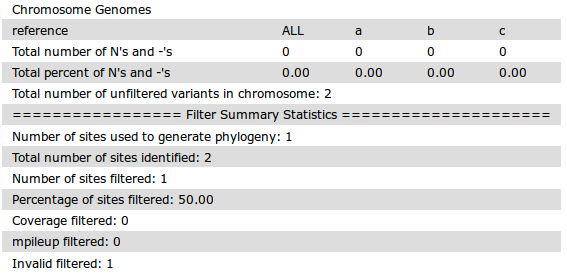 Chromosome Genomes
reference ALL a b c
Total number of N's and -'s 0 0 0 0
Total percent of N's and -'s 0.00 0.00 0.00 0.00
Total number of unfiltered variants in chromosome: 2
================= Filter Summary Statistics =====================
Number of sites used to generate phylogeny: 1
Total number of sites identified: 2
Number of sites filtered: 1
Percentage of sites filtered: 50.00
Coverage filtered: 0
mpileup filtered: 0
Invalid filtered: 1